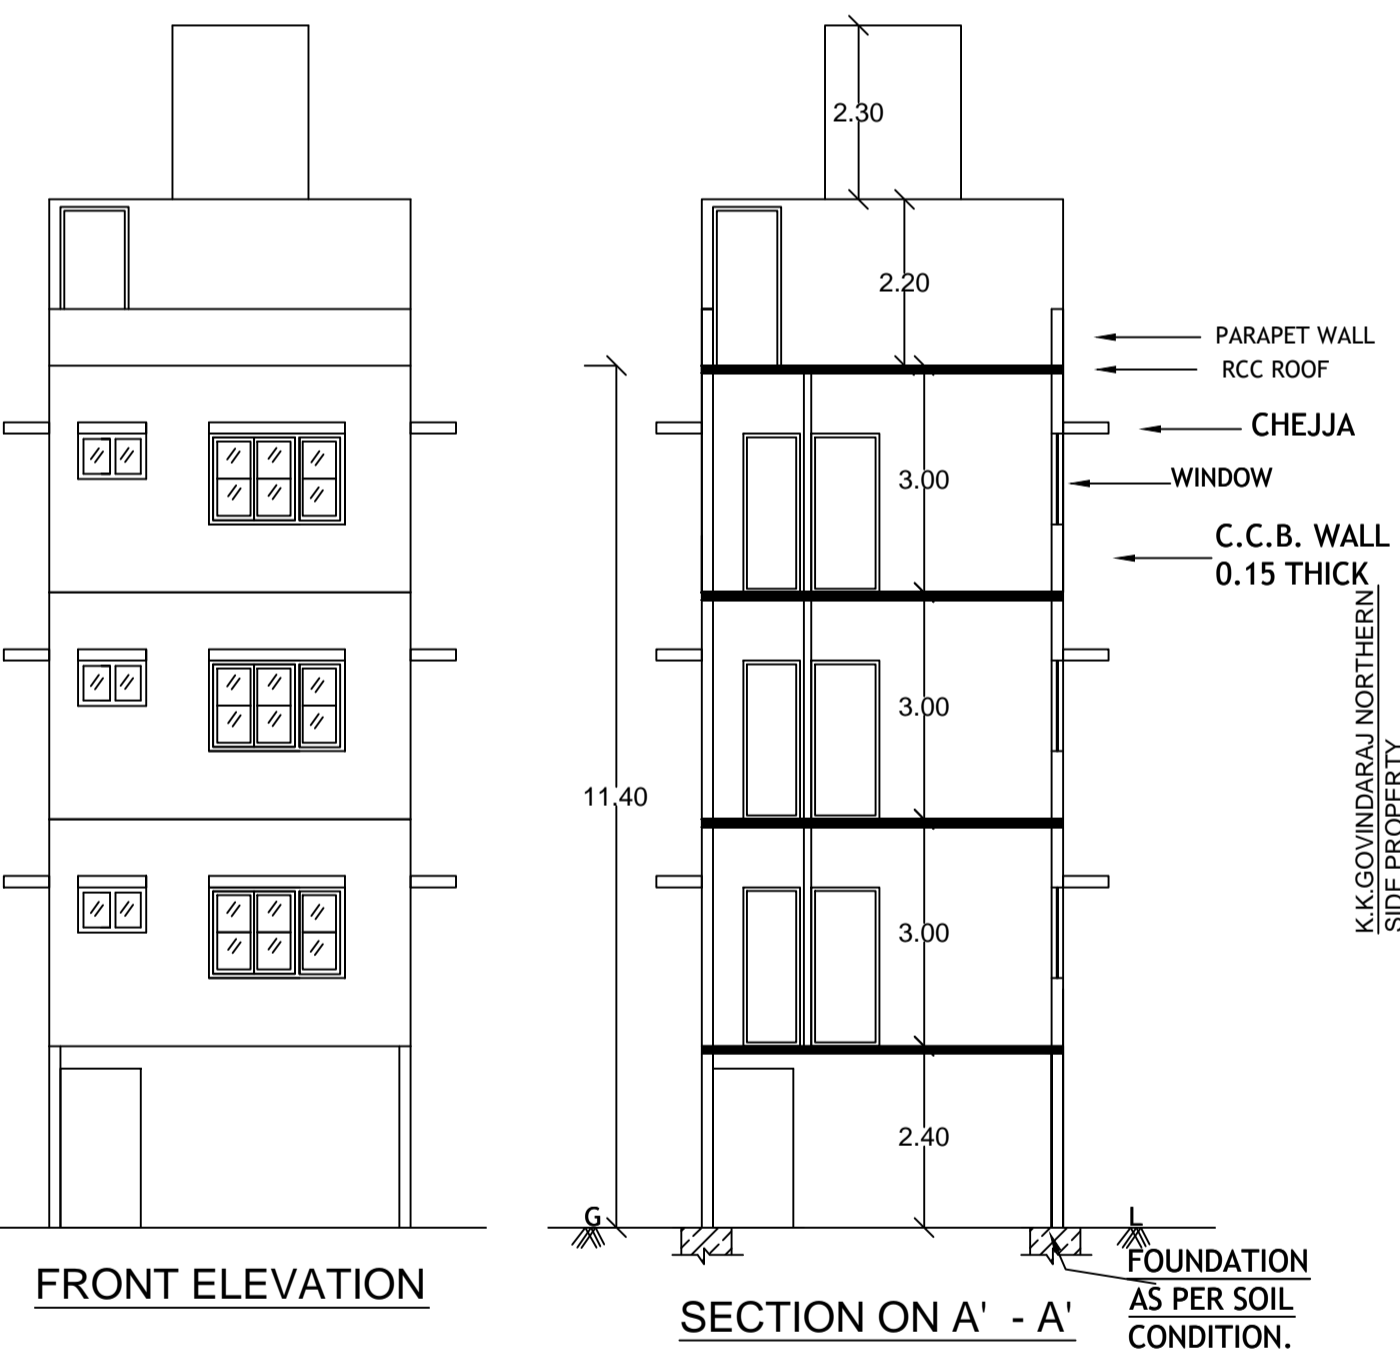 2.30
2.20
PARAPET WALL
RCC ROOF
CHEJJA
3.00
WINDOW
C.C.B. WALL
0.15 THICK
K.K.GOVINDARAJ NORTHERN
SIDE PROPERTY
3.00
11.40
3.00
2.40
G
L
FRONT ELEVATION
SECTION ON A' - A'
FOUNDATION
AS PER SOIL
CONDITION.